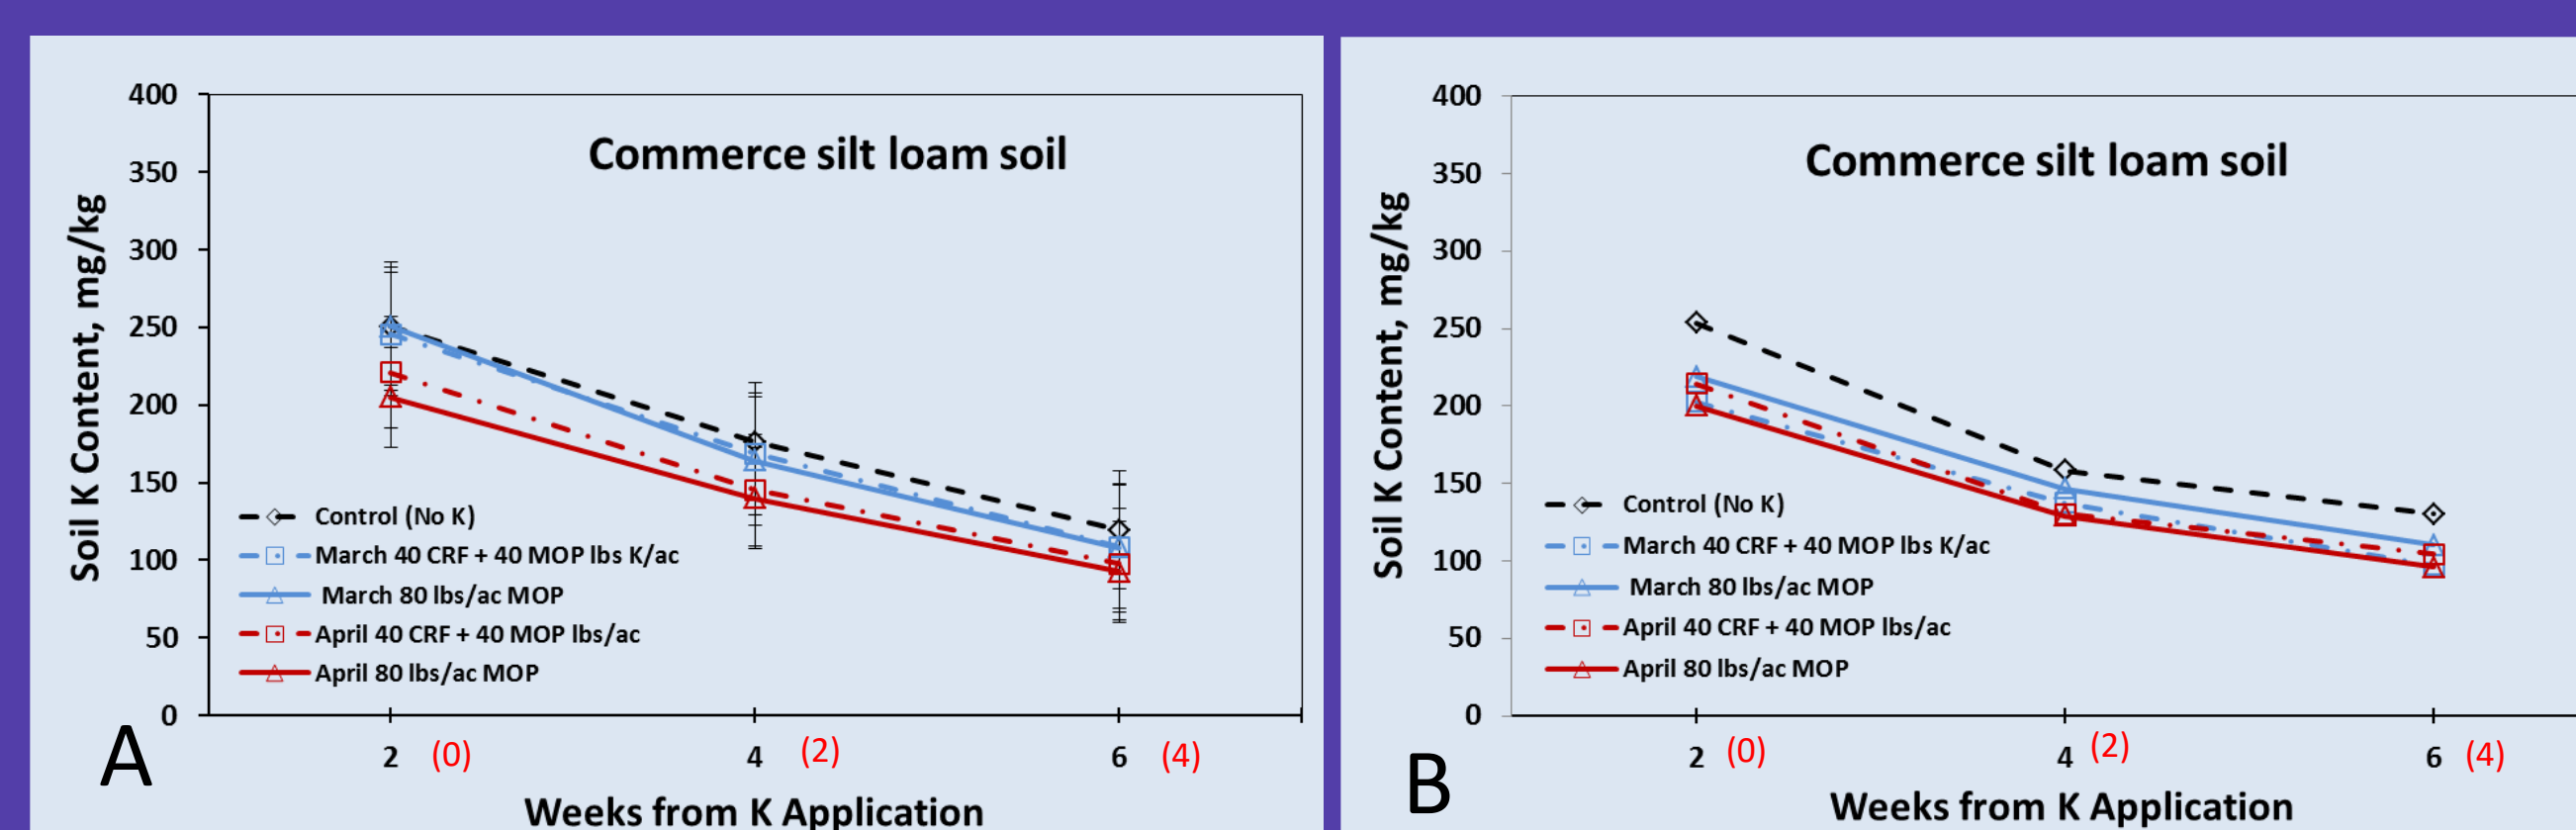 Commerce silt loam soil
Soil K Content, mg/kg
400
350
300
250
200
150
100
50
0
Control (No K)
March 40 CRF + 40 MOP lbs K/ac
March 80 lbs/ac MOP
April 40 CRF + 40 MOP lbs/ac
April 80 lbs/ac MOP
2 (0) 4 (2) 6 (4)
A
Weeks from K Application
Commerce silt loam soil
Soil K Content, mg/kg
400
350
300
250
200
150
100
50
0
Control (No K)
March 40 CRF + 40 MOP lbs K/ac
March 80 lbs/ac MOP
April 40 CRF + 40 MOP lbs/ac
April 80 lbs/ac MOP
2 (0) 4 (2) 6 (4)
B
Weeks from K Application